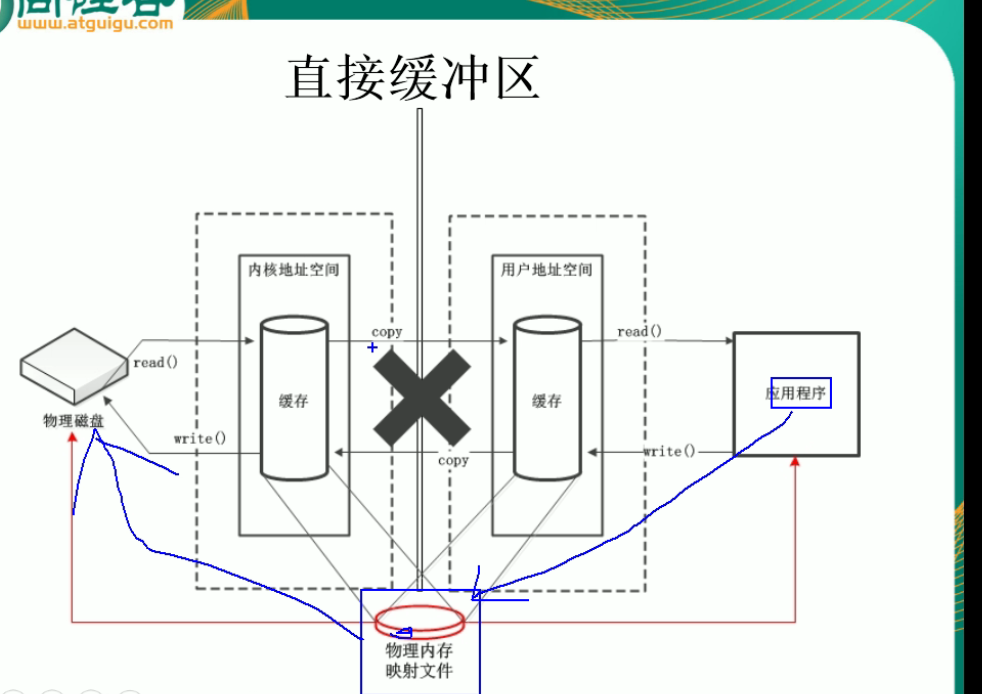 www.atguigu.com
直接缓冲区
内核地址空间
用户地址空间
copy
read()
read()
缓存
缓存
应用程序
物理磁盘
write()
copy
write()
物理内存
映射文件